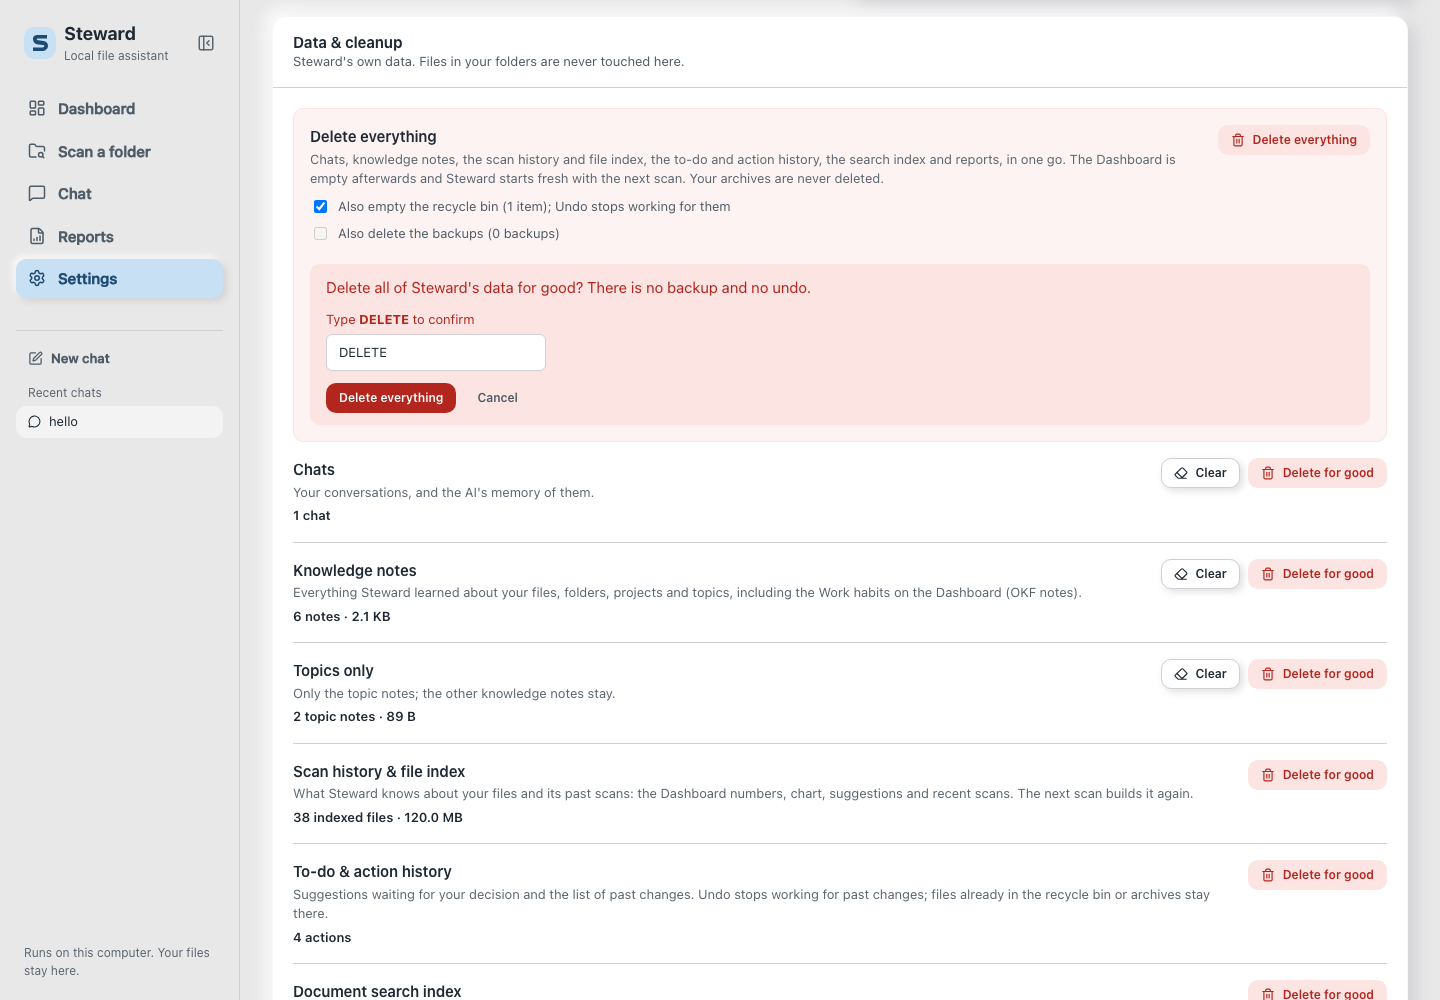 Steward
Local file assistant
Dashboard
Scan a folder
Chat
Reports
Settings
New chat
Recent chats
hello
Runs on this computer. Your files
stay here.
Data & cleanup
Steward's own data. Files in your folders are never touched here.
Delete everything
Delete everything
Chats, knowledge notes, the scan history and file index, the to-do and action history, the search index and reports, in one go. The Dashboard is
empty afterwards and Steward starts fresh with the next scan. Your archives are never deleted.
Also empty the recycle bin (1 item); Undo stops working for them
Also delete the backups (0 backups)
Delete all of Steward's data for good? There is no backup and no undo.
Type DELETE to confirm
DELETE
Delete everything Cancel
Chats
Clear Delete for good
Your conversations, and the AI's memory of them.
1 chat
Knowledge notes
Clear Delete for good
Everything Steward learned about your files, folders, projects and topics, including the Work habits on the Dashboard (OKF notes).
6 notes · 2.1 KB
Topics only
Clear Delete for good
Only the topic notes; the other knowledge notes stay.
2 topic notes · 89 B
Scan history & file index
Delete for good
What Steward knows about your files and its past scans: the Dashboard numbers, chart, suggestions and recent scans. The next scan builds it again.
38 indexed files · 120.0 MB
To-do & action history
Delete for good
Suggestions waiting for your decision and the list of past changes. Undo stops working for past changes; files already in the recycle bin or archives stay
there.
4 actions
Document search index
Delete for good